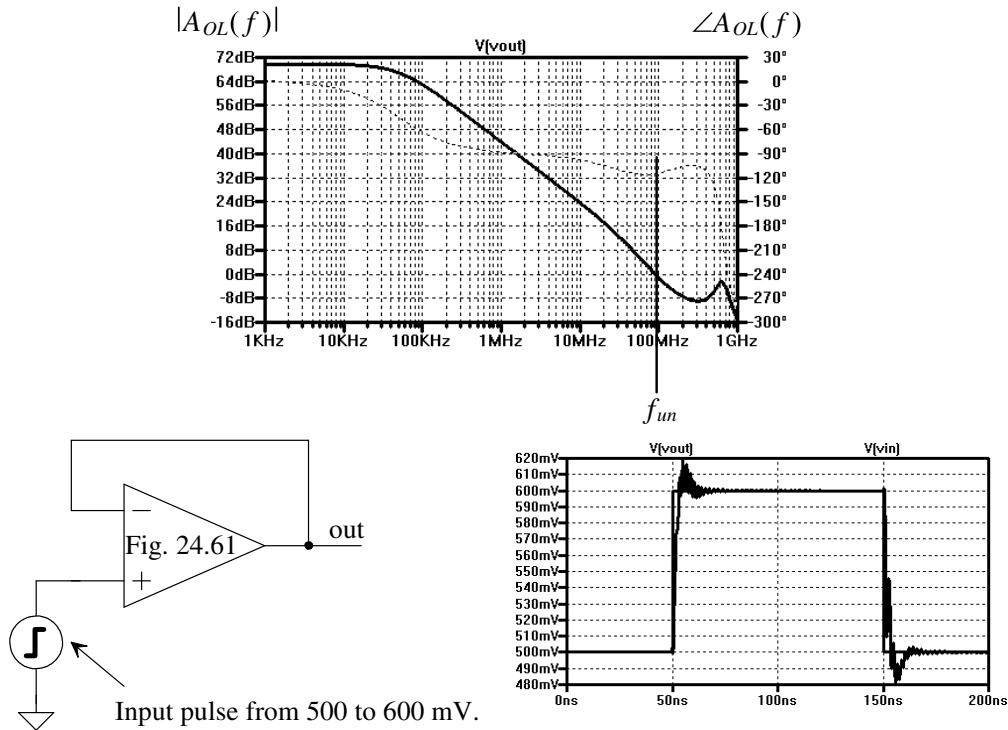 |A_OL(f)| ∠A_OL(f)
V(vout)
72dB 30°
64dB 0°
56dB -30°
48dB -60°
40dB -90°
32dB -120°
24dB -150°
16dB -180°
8dB -210°
0dB -240°
-8dB -270°
-16dB -300°
1KHz 10KHz 100KHz 1MHz 10MHz 100MHz 1GHz
f_un
Fig. 24.61
−
+
out
Input pulse from 500 to 600 mV.
V(vout) V(vin)
620mV
610mV
600mV
590mV
580mV
570mV
560mV
550mV
540mV
530mV
520mV
510mV
500mV
490mV
480mV
0ns 50ns 100ns 150ns 200ns